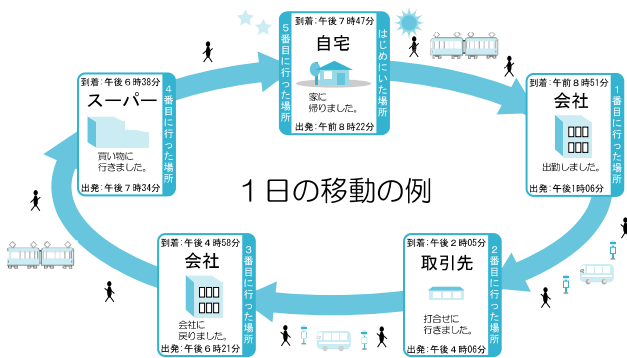 １日の移動の例
はじめにいた場所
５番目に行った場所
到着：午後７時47分
自宅
家に
帰りました。
出発：午前８時22分
１番目に行った場所
到着：前８時51分
会社
出勤しました。
出発：午後1時06分
２番目に行った場所
到着：午後２時05分
取引先
打合せに
行きました。
出発：午後４時06分
３番目に行った場所
到着：午後４時58分
会社
会社に
戻りました。
出発：午後６時21分
４番目に行った場所
到着：午後６時38分
スーパー
買い物に
行きました。
出発：午後７時34分